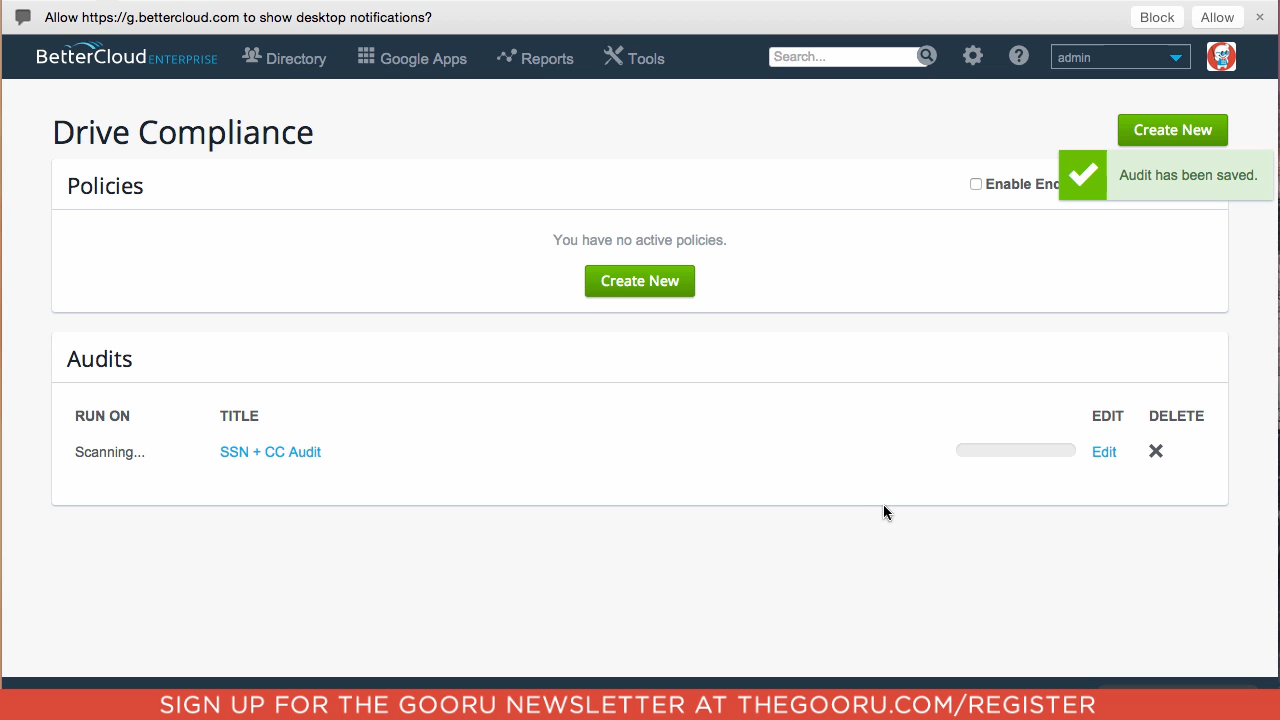 Allow https://g.bettercloud.com to show desktop notifications?
Block
Allow
×
BetterCloud ENTERPRISE
Directory
Google Apps
Reports
Tools
Search...
?
admin
Drive Compliance
Create New
Policies
Enable End
Audit has been saved.
You have no active policies.
Create New
Audits
RUN ON TITLE EDIT DELETE
Scanning... SSN + CC Audit Edit
SIGN UP FOR THE GOORU NEWSLETTER AT THEGOORU.COM/REGISTER